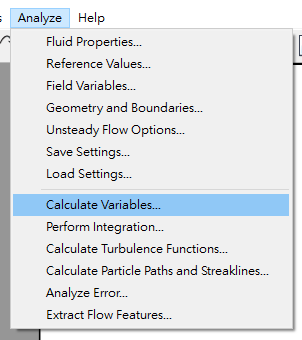 Analyze Help
Fluid Properties...
Reference Values...
Field Variables...
Geometry and Boundaries...
Unsteady Flow Options...
Save Settings...
Load Settings...
Calculate Variables...
Perform Integration...
Calculate Turbulence Functions...
Calculate Particle Paths and Streaklines...
Analyze Error...
Extract Flow Features...